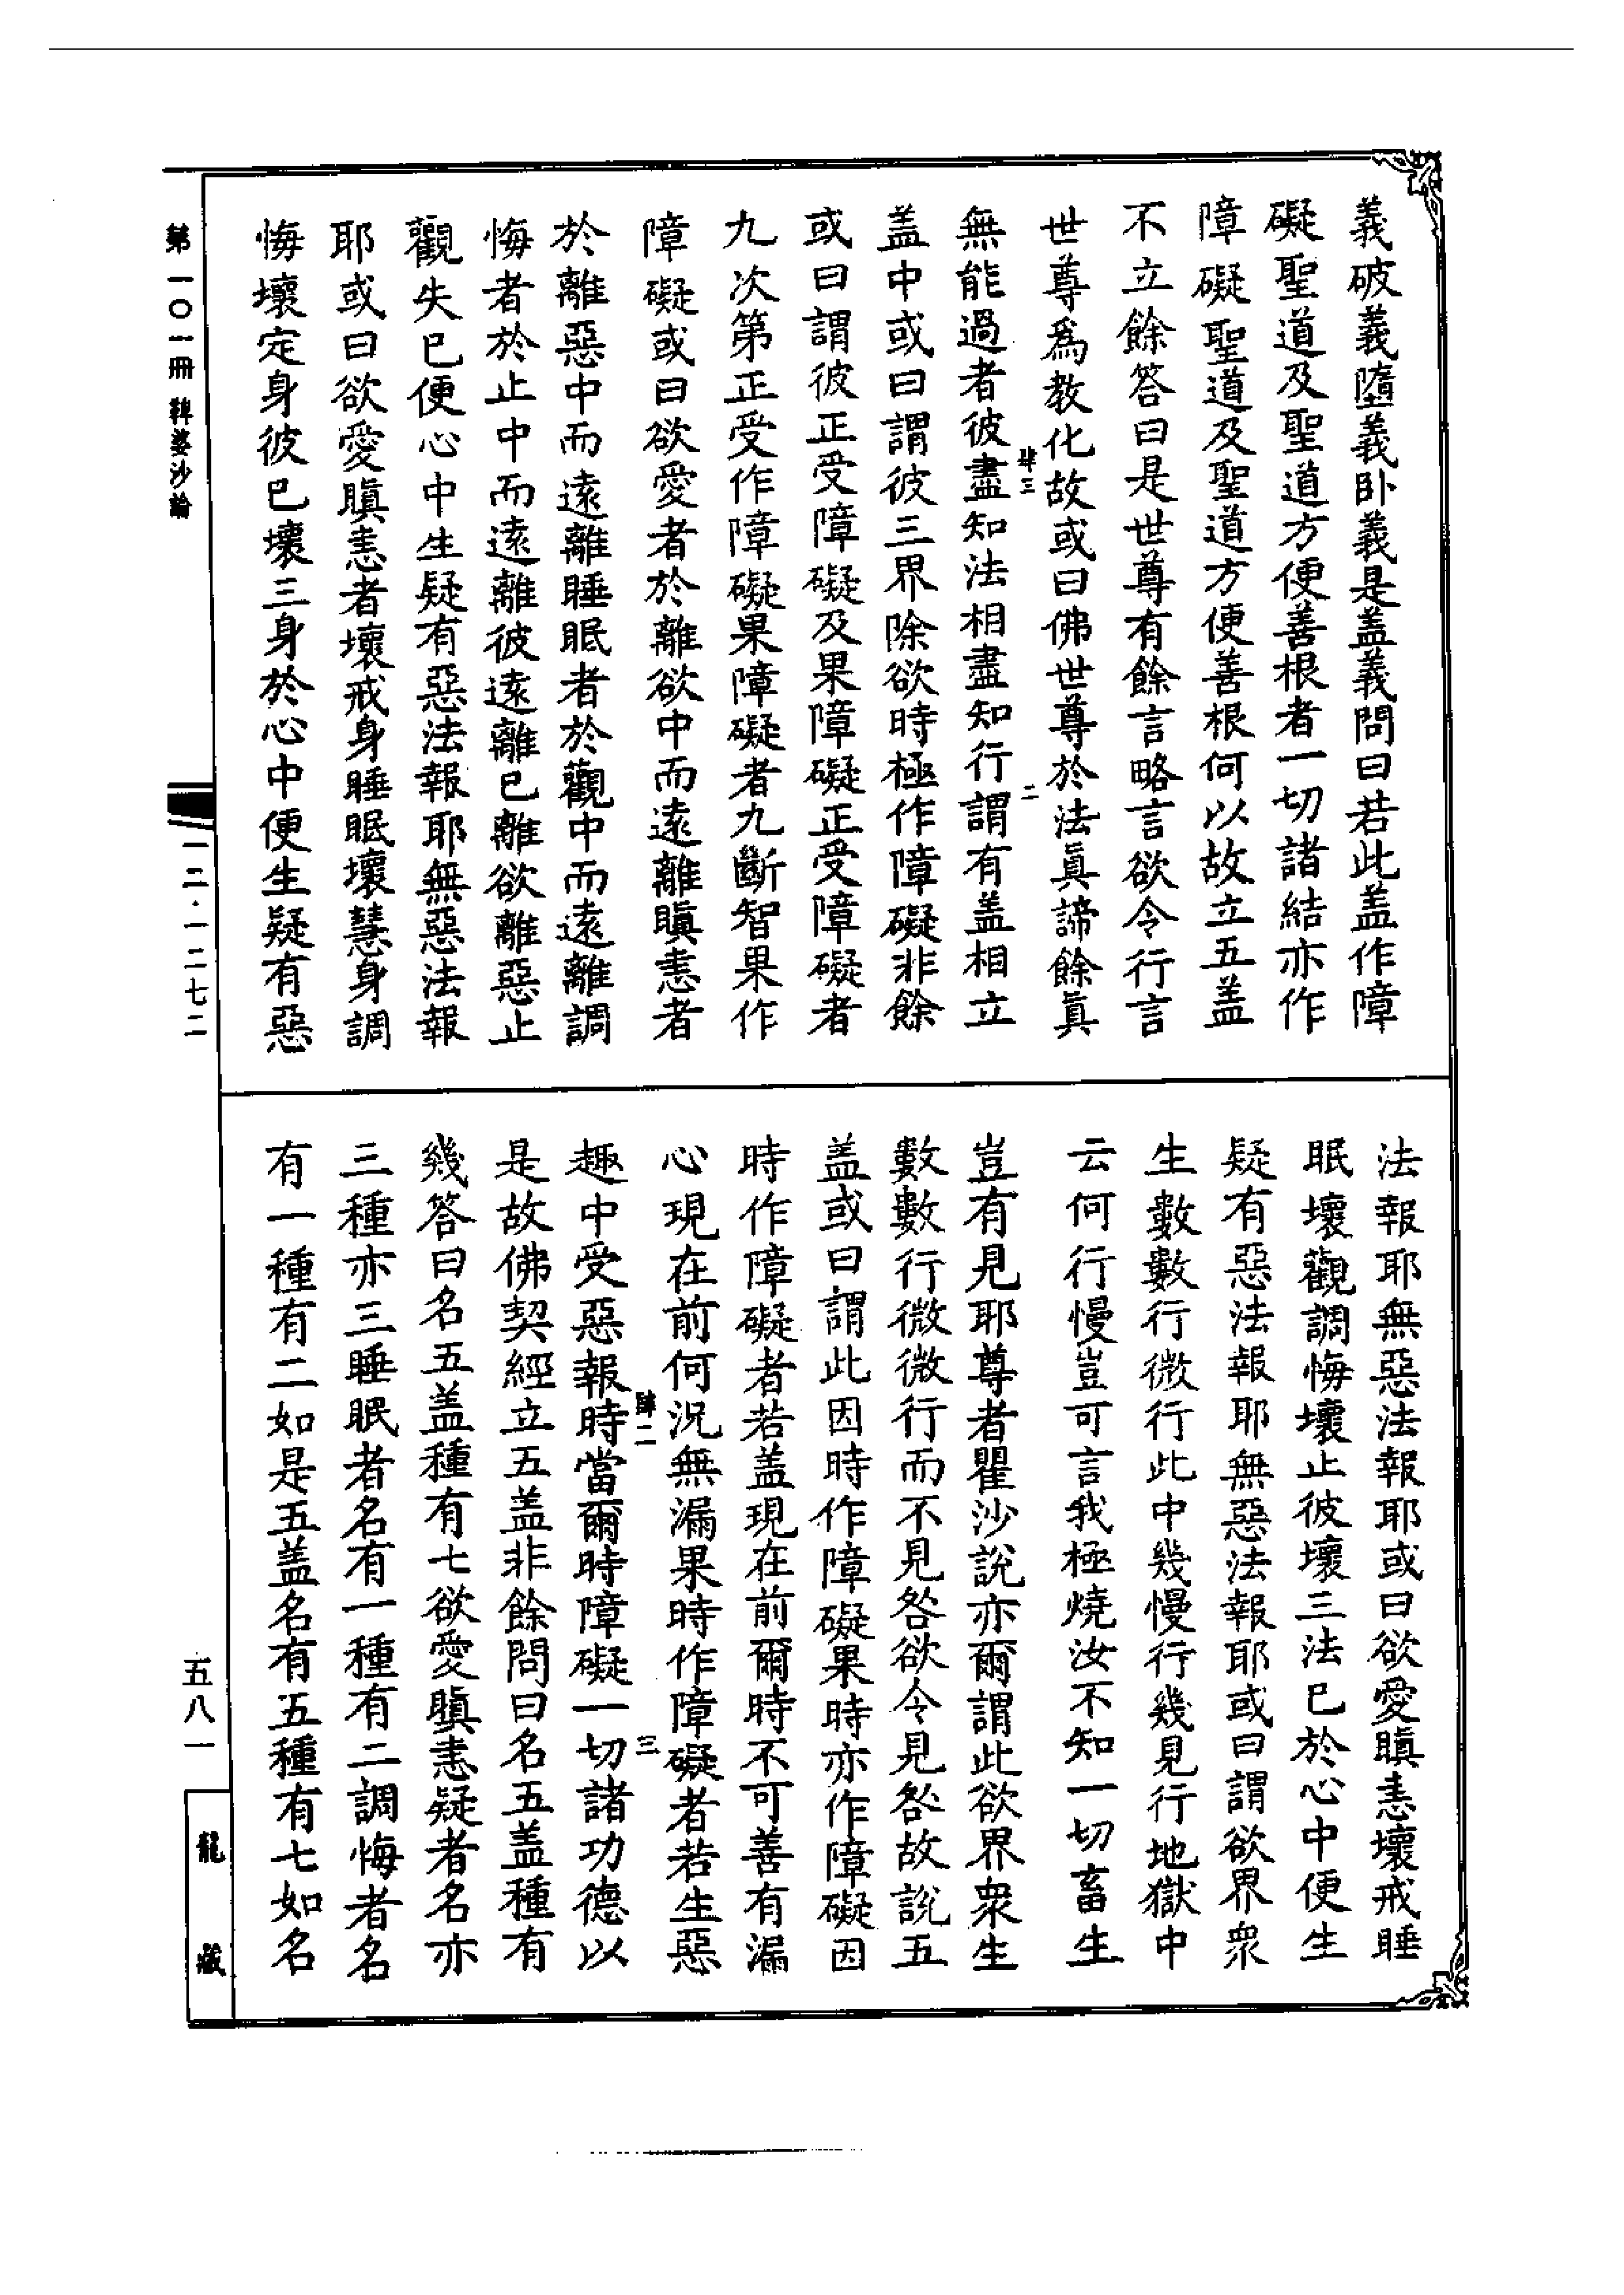 義破義墮義卧義是盖義問曰若此盖作障
礙聖道及聖道方便善根者一切諸結亦作
障礙聖道及聖道方便善根何以故立五盖
不立餘答曰是世尊有餘言略言欲令行言
世尊爲教化故或曰佛世尊於法眞諦餘眞
肆三 二
無能過者彼盡知法相盡知行謂有盖相立
盖中或曰謂彼三界除欲時極作障礙非餘
或曰謂彼正受障礙及果障礙正受障礙者
九次第正受作障礙果障礙者九斷智果作
障礙或曰欲愛者於離欲中而遠離瞋恚者
於離惡中而遠離睡眠者於觀中而遠離調
悔者於止中而遠離彼遠離已離欲離惡止
觀失已便心中生疑有惡法報耶無惡法報
耶或曰欲愛瞋恚者壞戒身睡眠壞慧身調
悔壞定身彼已壞三身於心中便生疑有惡
法報耶無惡法報耶或曰欲愛瞋恚壞戒睡
眠壞觀調悔壞止彼壞三法已於心中便生
疑有惡法報耶無惡法報耶或曰謂欲界衆
生數數行微行此中幾慢行幾見行地獄中
云何行慢豈可言我極燒汝不知一切畜生
豈有見耶尊者瞿沙說亦爾謂此欲界衆生
數數行微微行而不見咎欲令見咎故說五
盖或曰謂此因時作障礙果時亦作障礙因
時作障礙者若盖現在前爾時不可善有漏
心現在前何況無漏果時作障礙者若生惡
肆二 三
趣中受惡報時當爾時障礙一切諸功德以
是故佛契經立五盖非餘問曰名五盖種有
幾答曰名五盖種有七欲愛瞋恚疑者名亦
三種亦三睡眠者名有一種有二調悔者名
有一種有二如是五盖名有五種有七如名
第一〇一冊 鞞婆沙論
一二·一二七二
五八一
龍藏